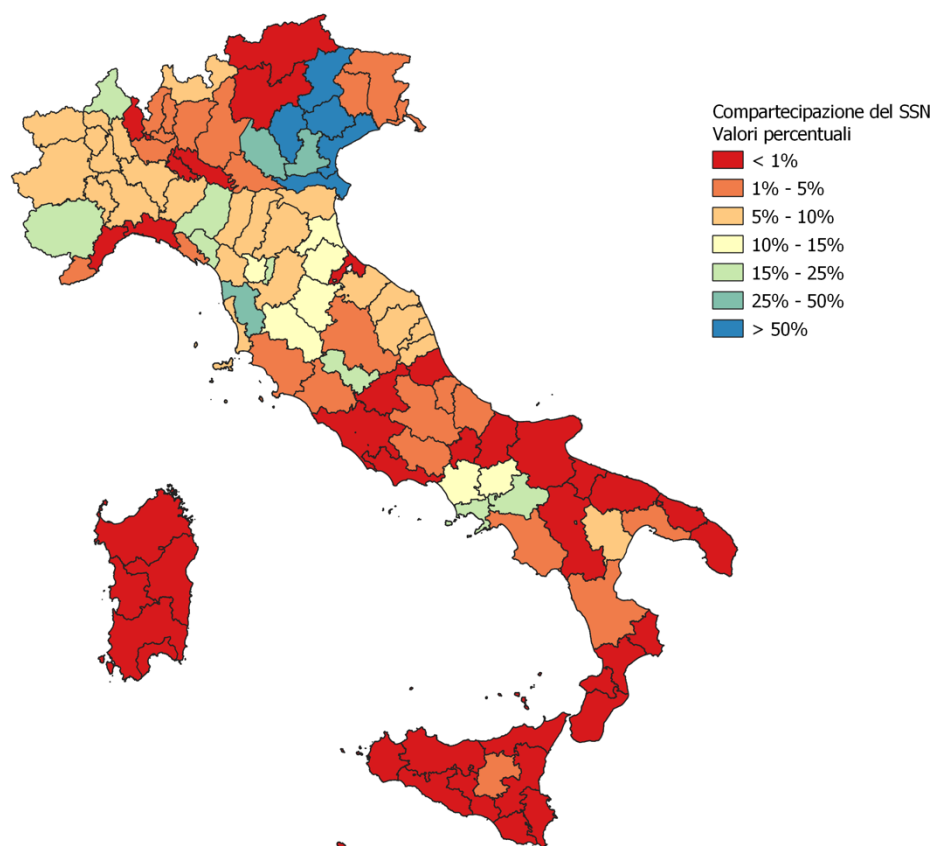 Compartecipazione del SSN
Valori percentuali
< 1%
1% - 5%
5% - 10%
10% - 15%
15% - 25%
25% - 50%
> 50%